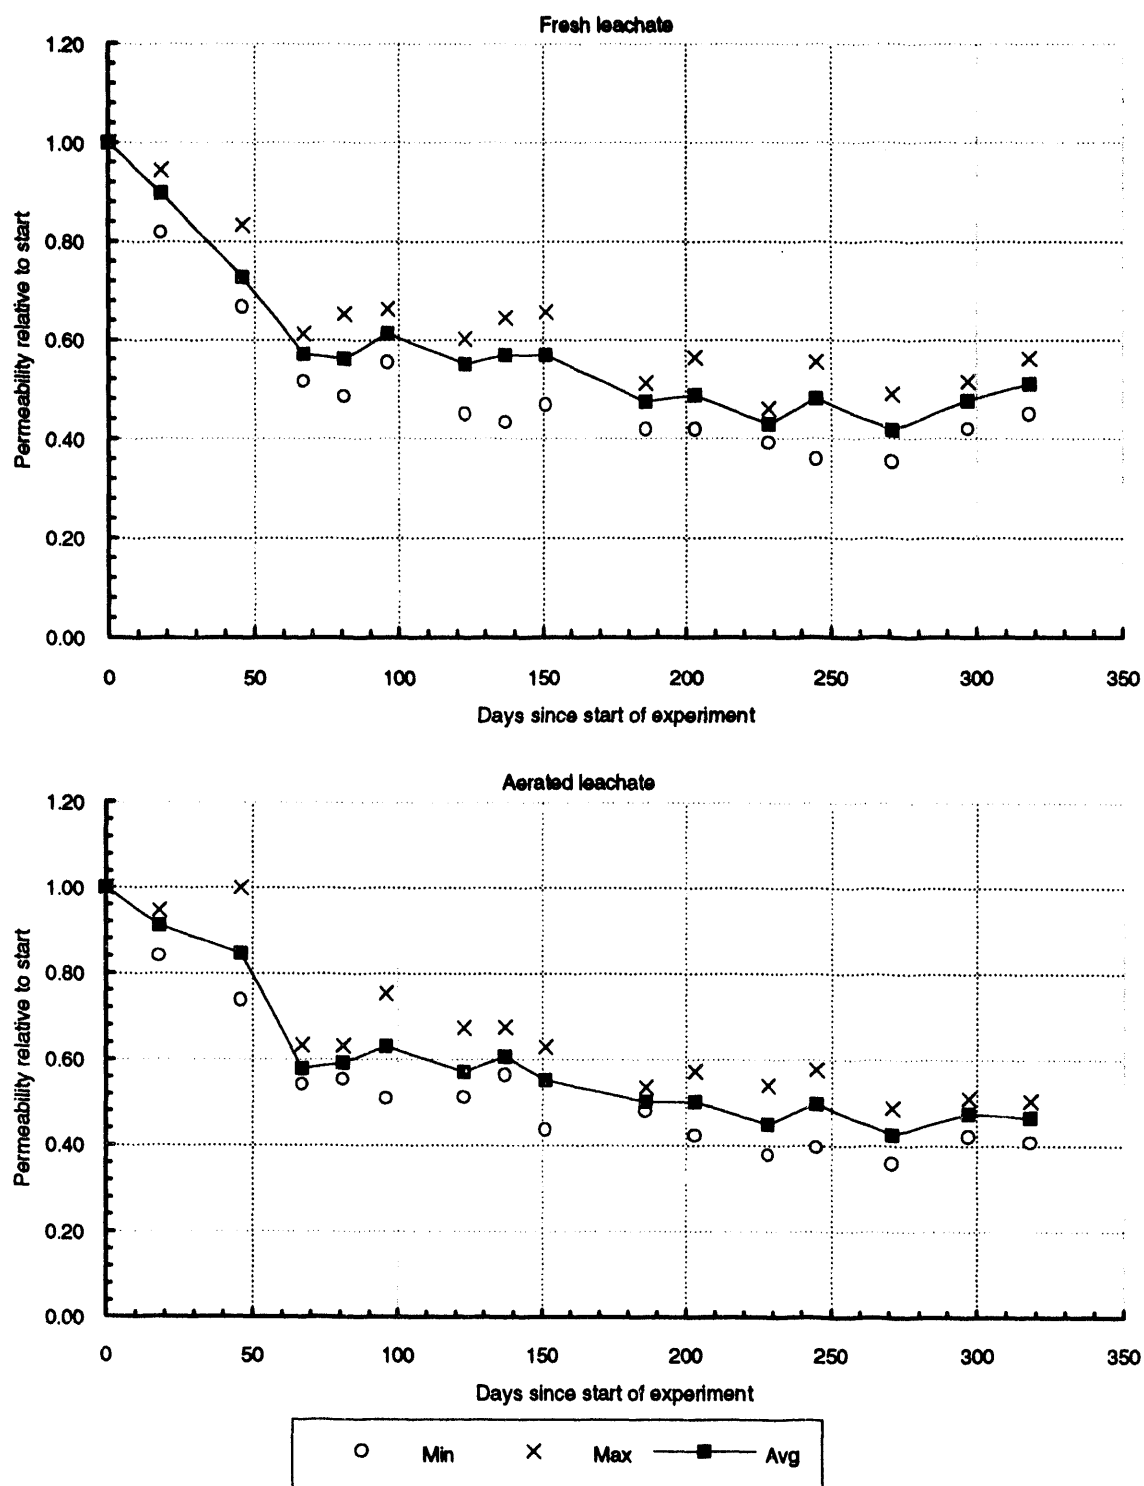 Fresh leachate
1.20
1.00
0.80
0.60
0.40
0.20
0.00
Permeability relative to start
0 50 100 150 200 250 300 350
Days since start of experiment
Aerated leachate
1.20
1.00
0.80
0.60
0.40
0.20
0.00
Permeability relative to start
0 50 100 150 200 250 300 350
Days since start of experiment
Min Max Avg